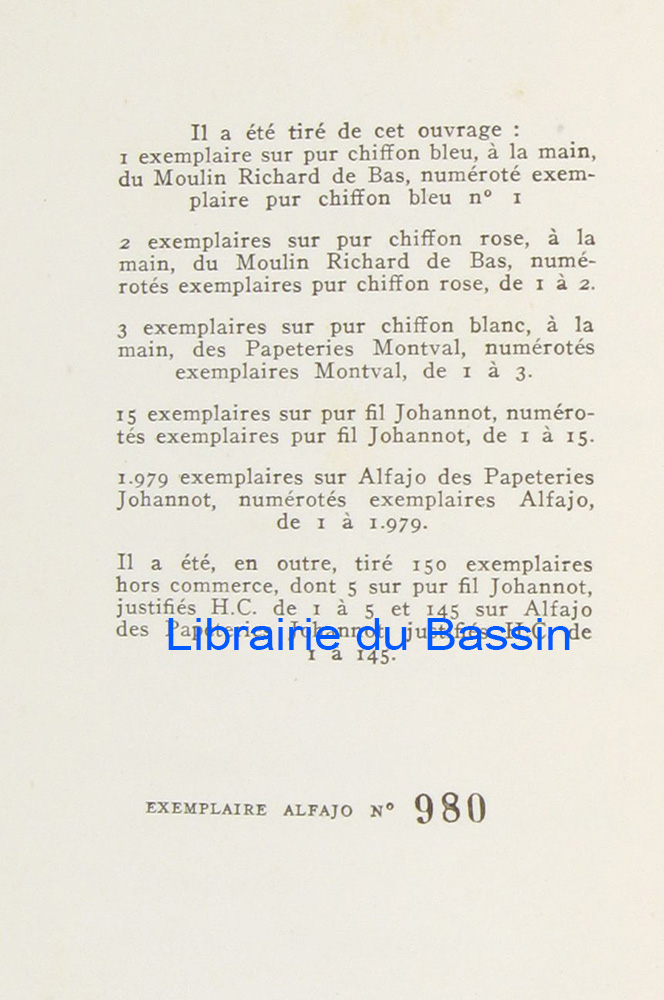 Il a été tiré de cet ouvrage :
1 exemplaire sur pur chiffon bleu, à la main,
du Moulin Richard de Bas, numéroté exem-
plaire pur chiffon bleu nº 1
2 exemplaires sur pur chiffon rose, à la
main, du Moulin Richard de Bas, numé-
rotés exemplaires pur chiffon rose, de 1 à 2.
3 exemplaires sur pur chiffon blanc, à la
main, des Papeteries Montval, numérotés
exemplaires Montval, de 1 à 3.
15 exemplaires sur pur fil Johannot, numéro-
tés exemplaires pur fil Johannot, de 1 à 15.
1.979 exemplaires sur Alfajo des Papeteries
Johannot, numérotés exemplaires Alfajo,
de 1 à 1.979.
Il a été, en outre, tiré 150 exemplaires
hors commerce, dont 5 sur pur fil Johannot,
justifiés H.C. de 1 à 5 et 145 sur Alfajo
des Papeteries Johannot, justifiés H.C. de
Librairie du Bassin
1 à 145.
EXEMPLAIRE ALFAJO Nº 980